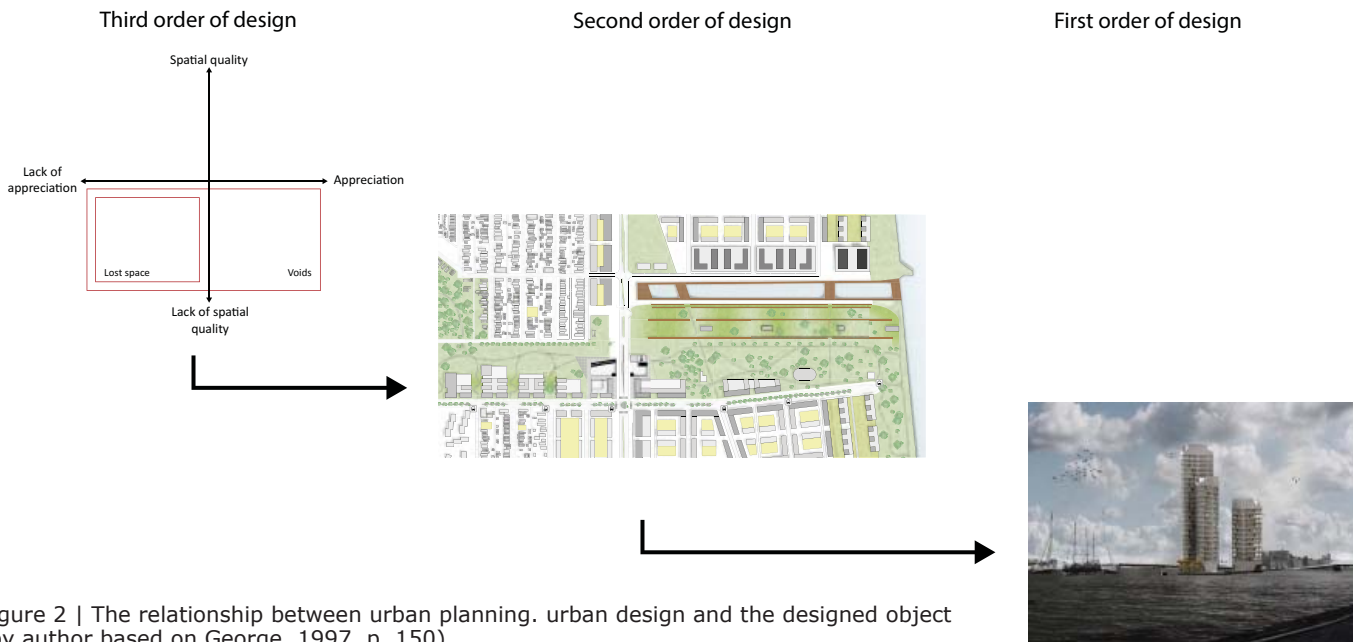 Third order of design
Second order of design
First order of design
Spatial quality
Lack of
appreciation
Appreciation
Lost space
Voids
Lack of spatial
quality
igure 2 | The relationship between urban planning. urban design and the designed object
y author based on George, 1997, p. 150)